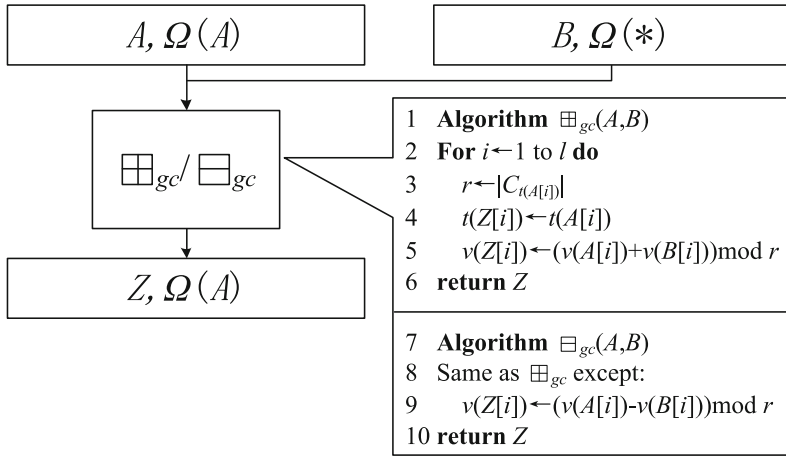 A, Ω(A)
B, Ω(*)
⊞gc/ ⊟gc
Z, Ω(A)
1 Algorithm ⊞gc(A,B)
2 For i←1 to l do
3 r←|Ct(A[i])|
4 t(Z[i])←t(A[i])
5 v(Z[i])←(v(A[i])+v(B[i]))mod r
6 return Z
7 Algorithm ⊟gc(A,B)
8 Same as ⊞gc except:
9 v(Z[i])←(v(A[i])-v(B[i]))mod r
10 return Z